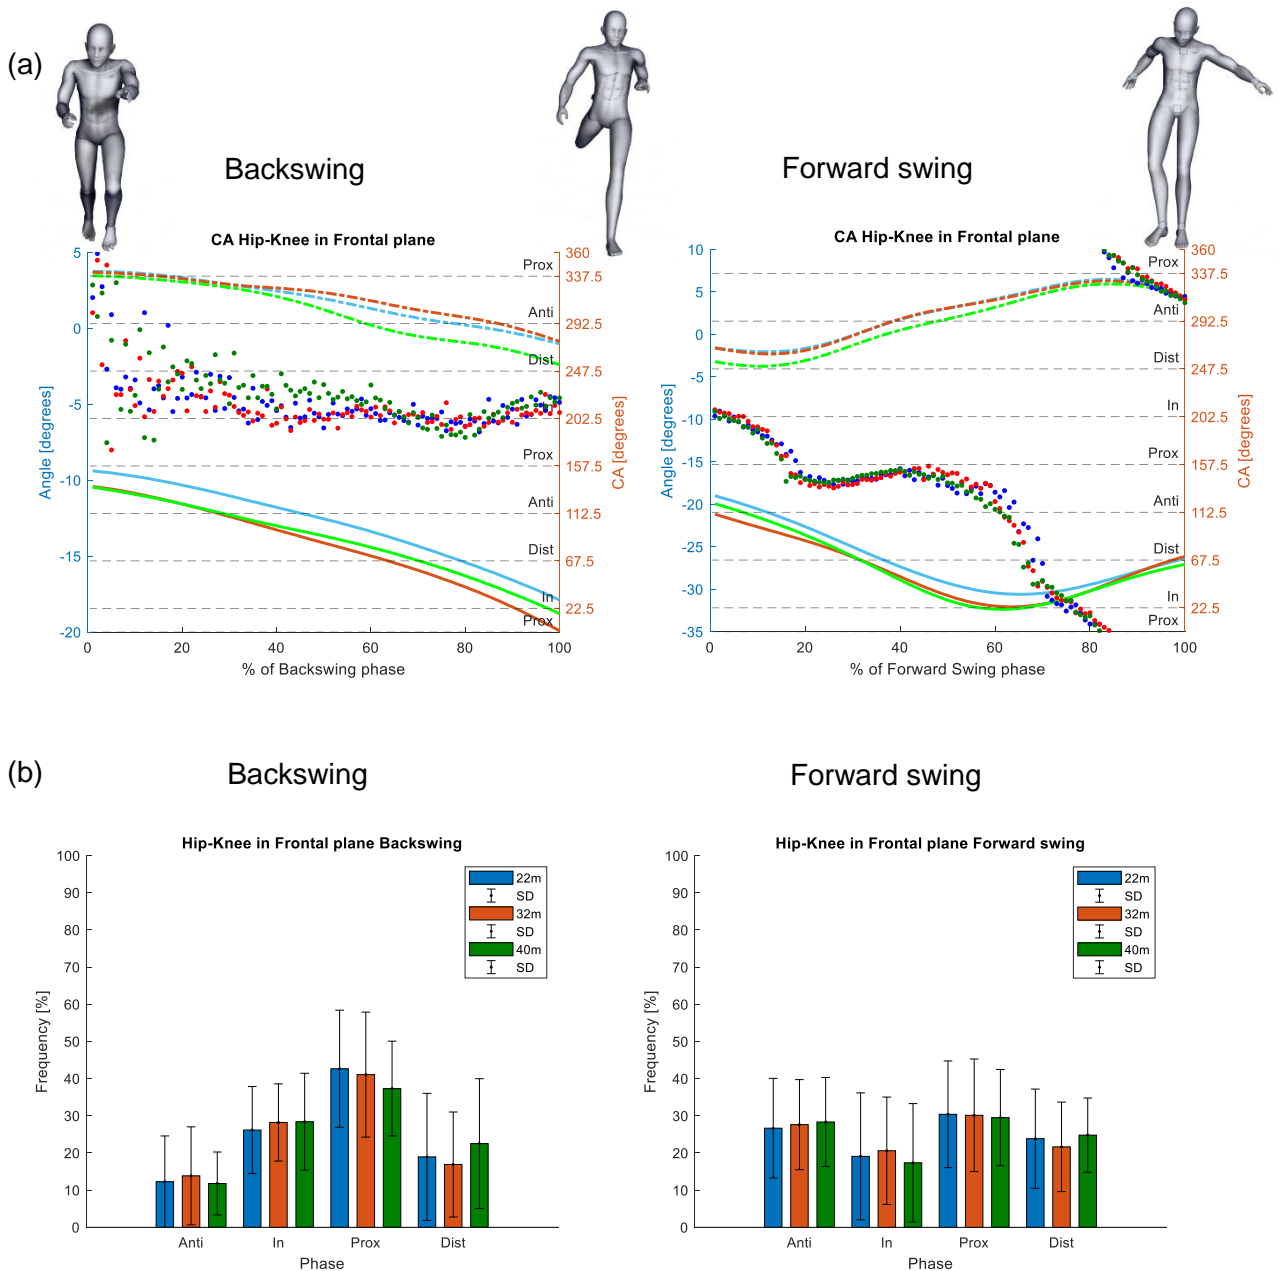 (a)
Backswing
Forward swing
CA Hip-Knee in Frontal plane
5
0
-5
-10
-15
-20
Angle [degrees]
360
337.5
292.5
247.5
202.5
157.5
112.5
67.5
22.5
CA [degrees]
Prox
Anti
Dist
Prox
Anti
Dist
In
Prox
0 20 40 60 80 100
% of Backswing phase
CA Hip-Knee in Frontal plane
10
5
0
-5
-10
-15
-20
-25
-30
-35
Angle [degrees]
360
337.5
292.5
247.5
202.5
157.5
112.5
67.5
22.5
CA [degrees]
Prox
Anti
Dist
In
Prox
Anti
Dist
In
Prox
0 20 40 60 80 100
% of Forward Swing phase
(b)
Backswing
Forward swing
Hip-Knee in Frontal plane Backswing
100
90
80
70
60
50
40
30
20
10
0
Frequency [%]
22m
SD
32m
SD
40m
SD
Anti In Prox Dist
Phase
Hip-Knee in Frontal plane Forward swing
100
90
80
70
60
50
40
30
20
10
0
Frequency [%]
22m
SD
32m
SD
40m
SD
Anti In Prox Dist
Phase